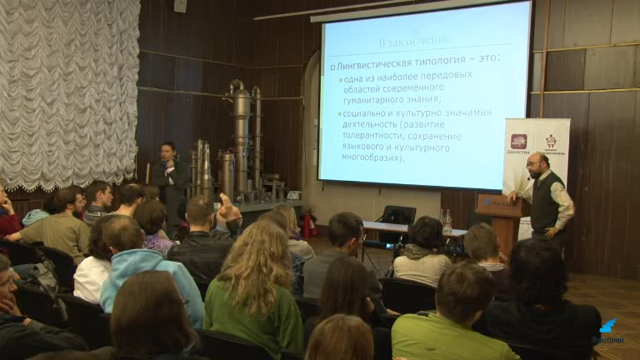 В заключение
Лингвистическая типология – это:
одна из наиболее передовых
областей современного
гуманитарного знания;
социально и культурно значимая
деятельность (развитие
толерантности, сохранение
языкового и культурного
многообразия).